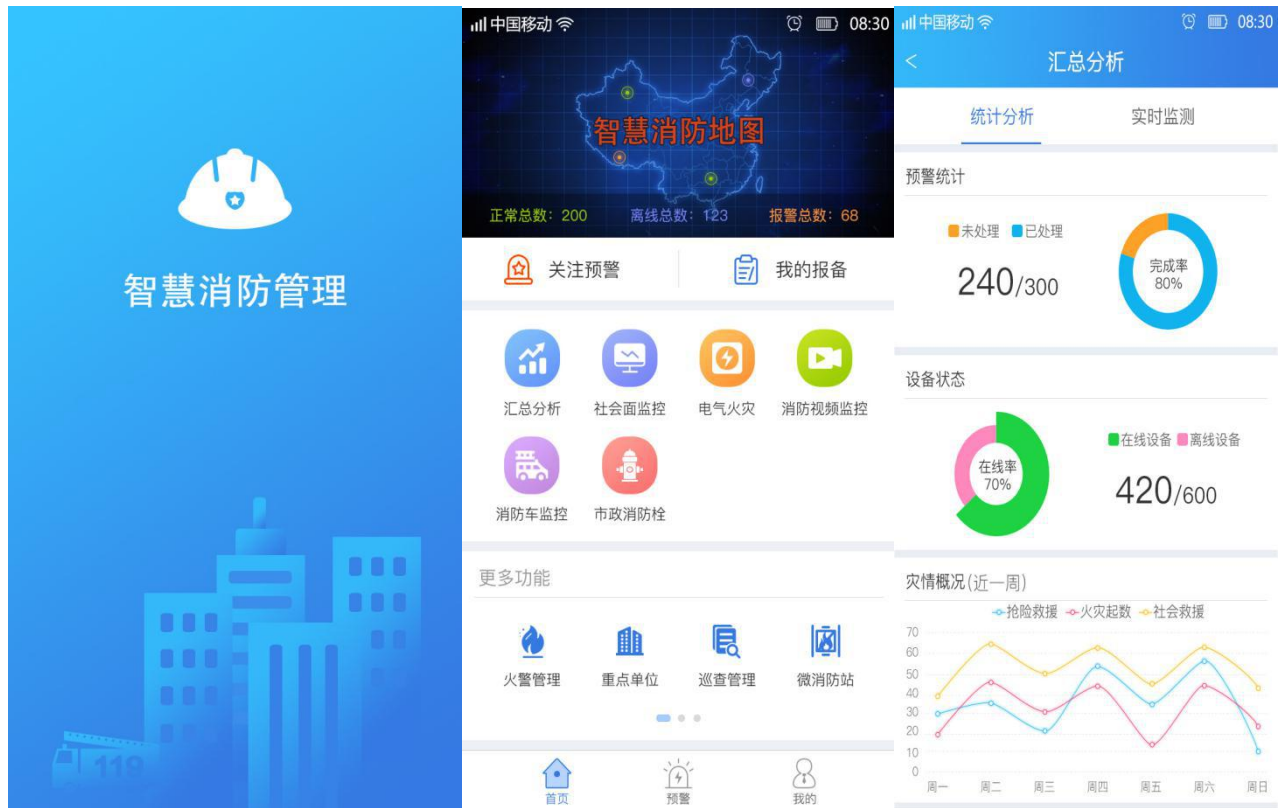 智慧消防管理
119
中国移动
08:30
智慧消防地图
正常总数：200
离线总数：123
报警总数：68
关注预警
我的报备
汇总分析
社会面监控
电气火灾
消防视频监控
消防车监控
市政消防栓
更多功能
火警管理
重点单位
巡查管理
微消防站
首页
预警
我的
中国移动
08:30
<
汇总分析
统计分析
实时监测
预警统计
未处理
已处理
240/300
完成率
80%
设备状态
在线率
70%
在线设备
离线设备
420/600
灾情概况(近一周)
抢险救援
火灾起数
社会救援
70
60
50
40
30
20
10
0
周一
周二
周三
周四
周五
周六
周日